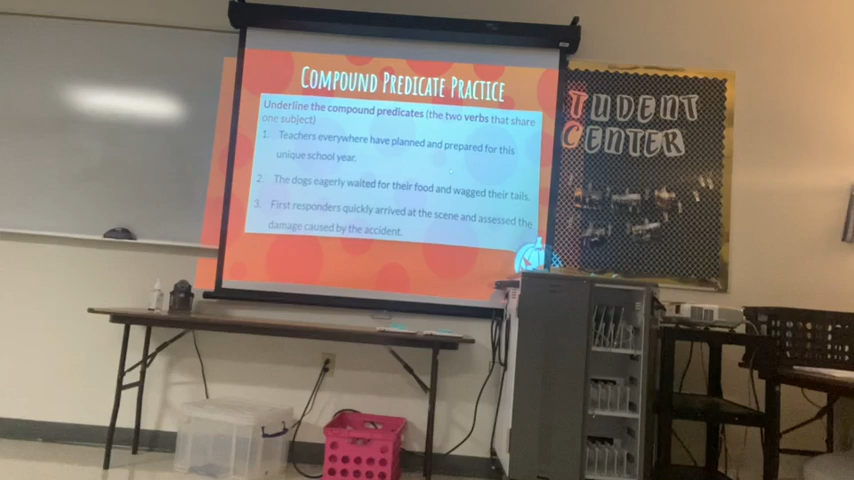 COMPOUND PREDICATE PRACTICE
Underline the compound predicates (the two verbs that share
one subject)
1. Teachers everywhere have planned and prepared for this
unique school year.
2. The dogs eagerly waited for their food and wagged their tails.
3. First responders quickly arrived at the scene and assessed the
damage caused by the accident.
TUDENT
CENTER